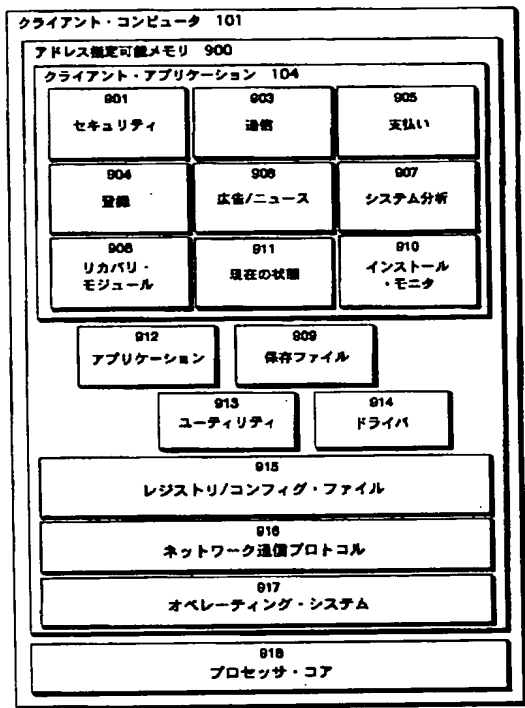 クライアント・コンピュータ 101
アドレス指定可能メモリ 900
クライアント・アプリケーション 104
901
セキュリティ
903
通信
905
支払い
904
登録
906
広告/ニュース
907
システム分析
908
リカバリ・
モジュール
911
現在の状態
910
インストール
・モニタ
912
アプリケーション
909
保存ファイル
913
ユーティリティ
914
ドライバ
915
レジストリ/コンフィグ・ファイル
916
ネットワーク通信プロトコル
917
オペレーティング・システム
918
プロセッサ・コア